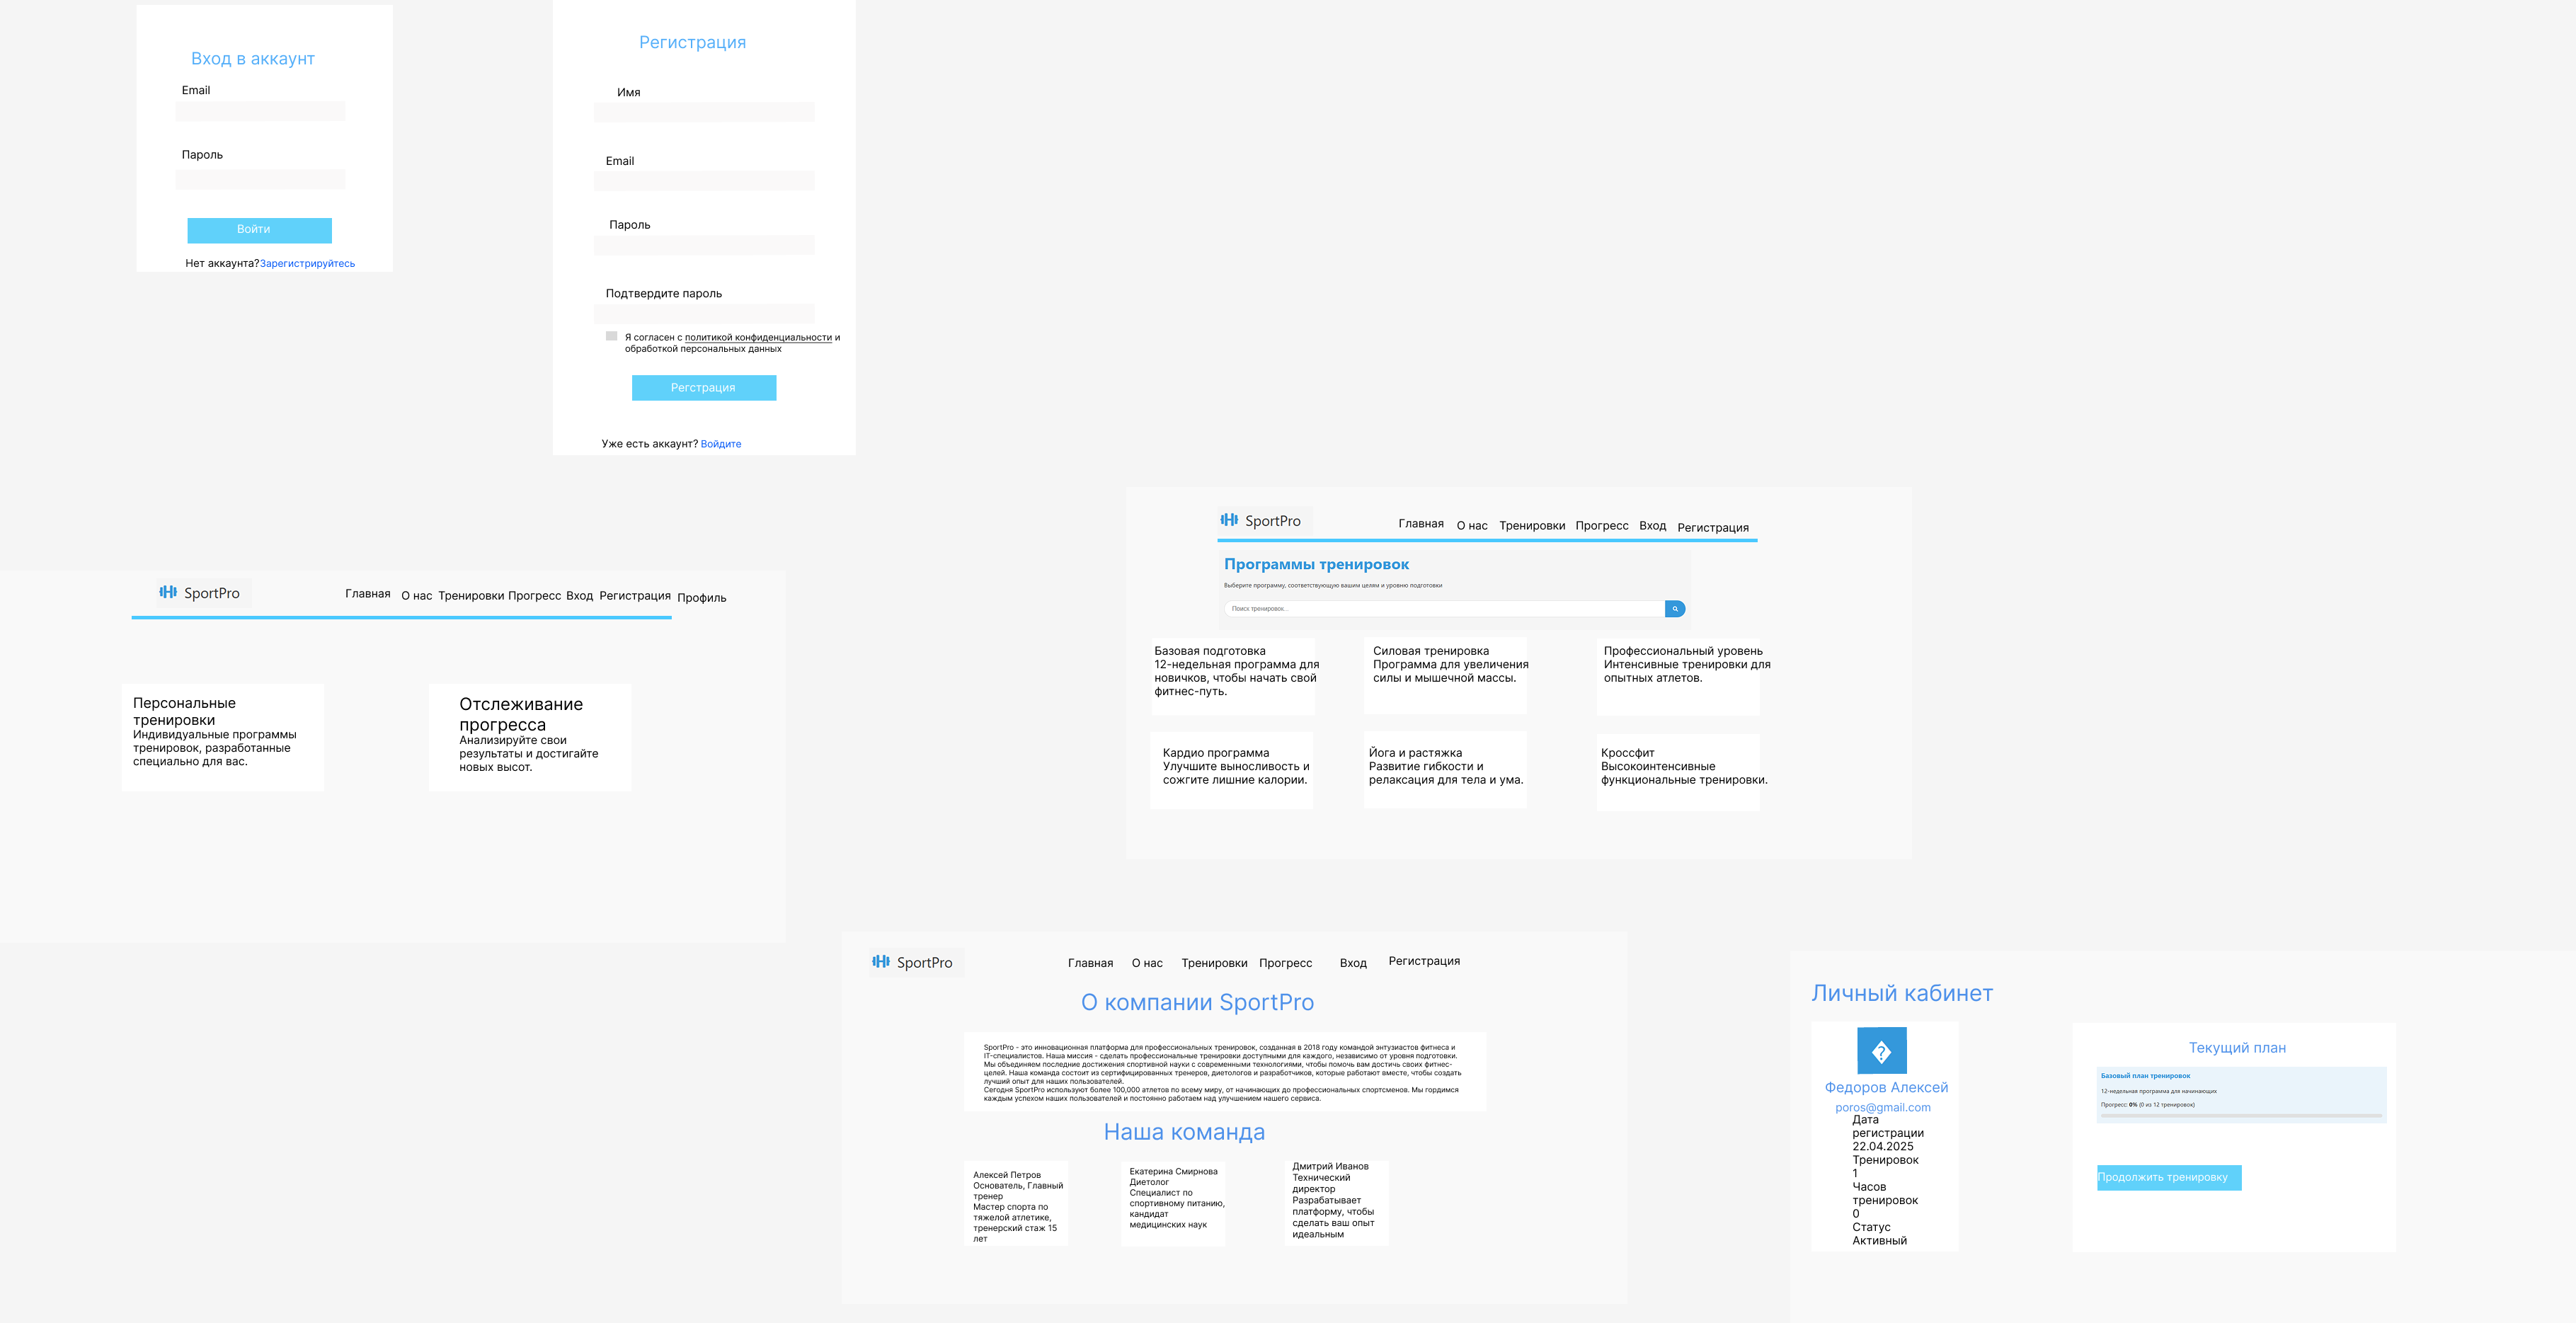 Вход в аккаунт
Email
Пароль
Войти
Нет аккаунта?Зарегистрируйтесь
Регистрация
Имя
Email
Пароль
Подтвердите пароль
Я согласен с политикой конфиденциальности и
обработкой персональных данных
Регстрация
Уже есть аккаунт? Войдите
SportPro
Главная О нас Тренировки Прогресс Вход Регистрация
Программы тренировок
Выберите программу, соответствующую вашим целям и уровню подготовки
Поиск тренировок...
Базовая подготовка
12-недельная программа для
новичков, чтобы начать свой
фитнес-путь.
Силовая тренировка
Программа для увеличения
силы и мышечной массы.
Профессиональный уровень
Интенсивные тренировки для
опытных атлетов.
Кардио программа
Улучшите выносливость и
сожгите лишние калории.
Йога и растяжка
Развитие гибкости и
релаксация для тела и ума.
Кроссфит
Высокоинтенсивные
функциональные тренировки.
SportPro
Главная О нас Тренировки Прогресс Вход Регистрация Профиль
Персональные
тренировки
Индивидуальные программы
тренировок, разработанные
специально для вас.
Отслеживание
прогресса
Анализируйте свои
результаты и достигайте
новых высот.
SportPro
Главная О нас Тренировки Прогресс Вход Регистрация
О компании SportPro
SportPro - это инновационная платформа для профессиональных тренировок, созданная в 2018 году командой энтузиастов фитнеса и
IT-специалистов. Наша миссия - сделать профессиональные тренировки доступными для каждого, независимо от уровня подготовки.
Мы объединяем последние достижения спортивной науки с современными технологиями, чтобы помочь вам достичь своих фитнес-
целей. Наша команда состоит из сертифицированных тренеров, диетологов и разработчиков, которые работают вместе, чтобы создать
лучший опыт для наших пользователей.
Сегодня SportPro используют более 100,000 атлетов по всему миру, от начинающих до профессиональных спортсменов. Мы гордимся
каждым успехом наших пользователей и постоянно работаем над улучшением нашего сервиса.
Наша команда
Алексей Петров
Основатель, Главный
тренер
Мастер спорта по
тяжелой атлетике,
тренерский стаж 15
лет
Екатерина Смирнова
Диетолог
Специалист по
спортивному питанию,
кандидат
медицинских наук
Дмитрий Иванов
Технический
директор
Разрабатывает
платформу, чтобы
сделать ваш опыт
идеальным
Личный кабинет
�
Федоров Алексей
poros@gmail.com
Дата
регистрации
22.04.2025
Тренировок
1
Часов
тренировок
0
Статус
Активный
Текущий план
Базовый план тренировок
12-недельная программа для начинающих
Прогресс: 0% (0 из 12 тренировок)
Продолжить тренировку